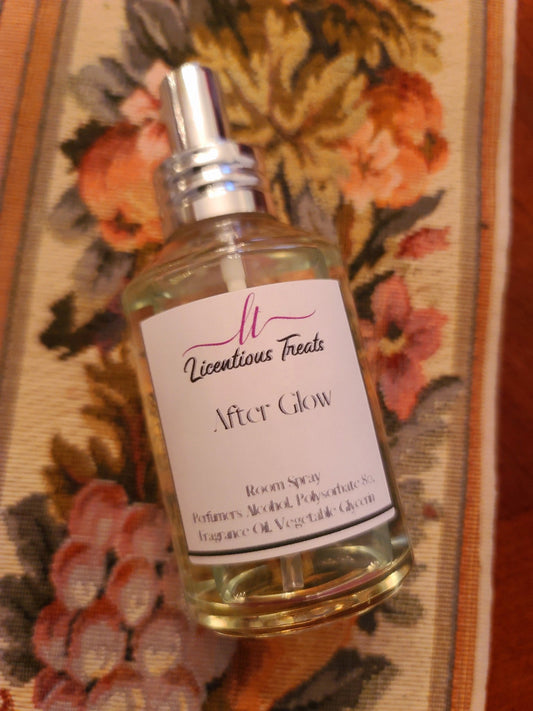 lt
Licentious Treats
After Glow
Room Spray
Perfumers Alcohol, Polysorbate 80,
Fragrance Oil, Vegetable Glycerin